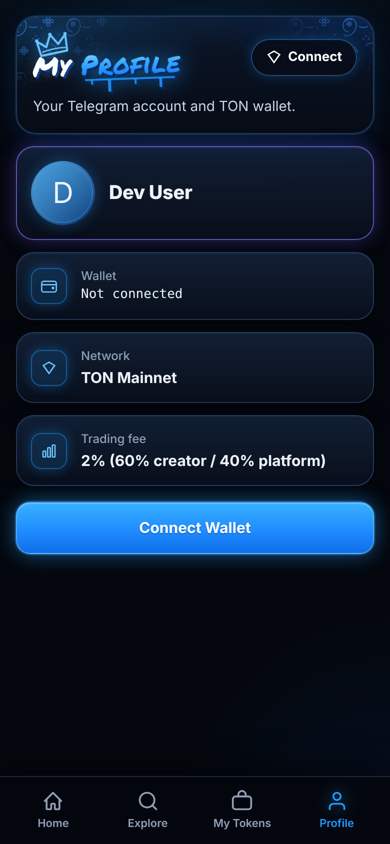 My Profile
Connect
Your Telegram account and TON wallet.
D
Dev User
Wallet
Not connected
Network
TON Mainnet
Trading fee
2% (60% creator / 40% platform)
Connect Wallet
Home
Explore
My Tokens
Profile